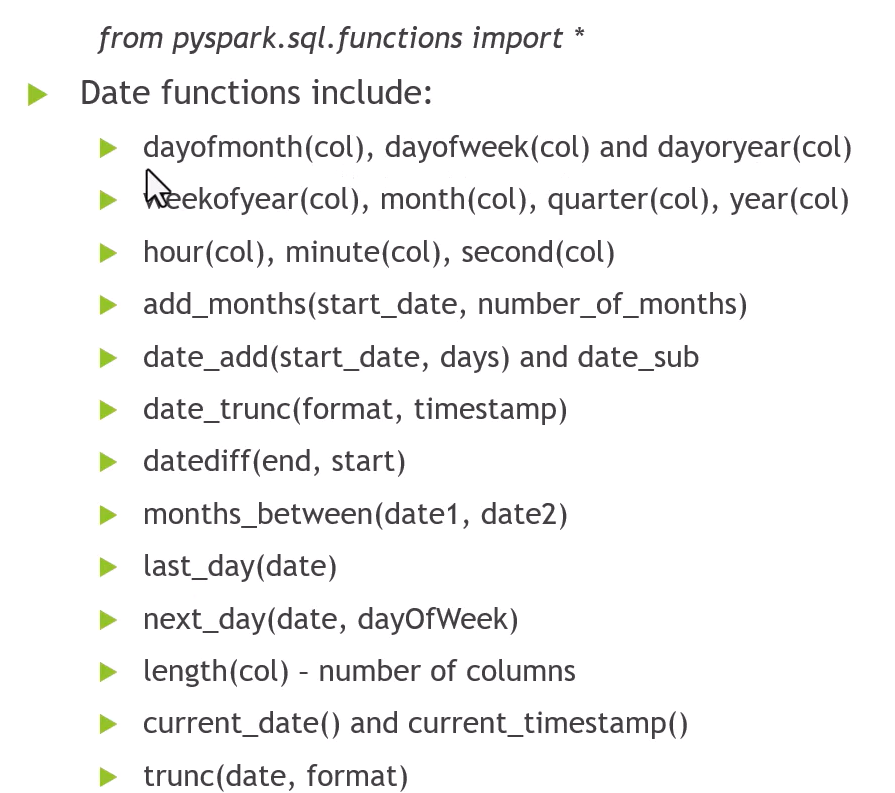 from pyspark.sql.functions import *
Date functions include:
dayofmonth(col), dayofweek(col) and dayoryear(col)
weekofyear(col), month(col), quarter(col), year(col)
hour(col), minute(col), second(col)
add_months(start_date, number_of_months)
date_add(start_date, days) and date_sub
date_trunc(format, timestamp)
datediff(end, start)
months_between(date1, date2)
last_day(date)
next_day(date, dayOfWeek)
length(col) – number of columns
current_date() and current_timestamp()
trunc(date, format)